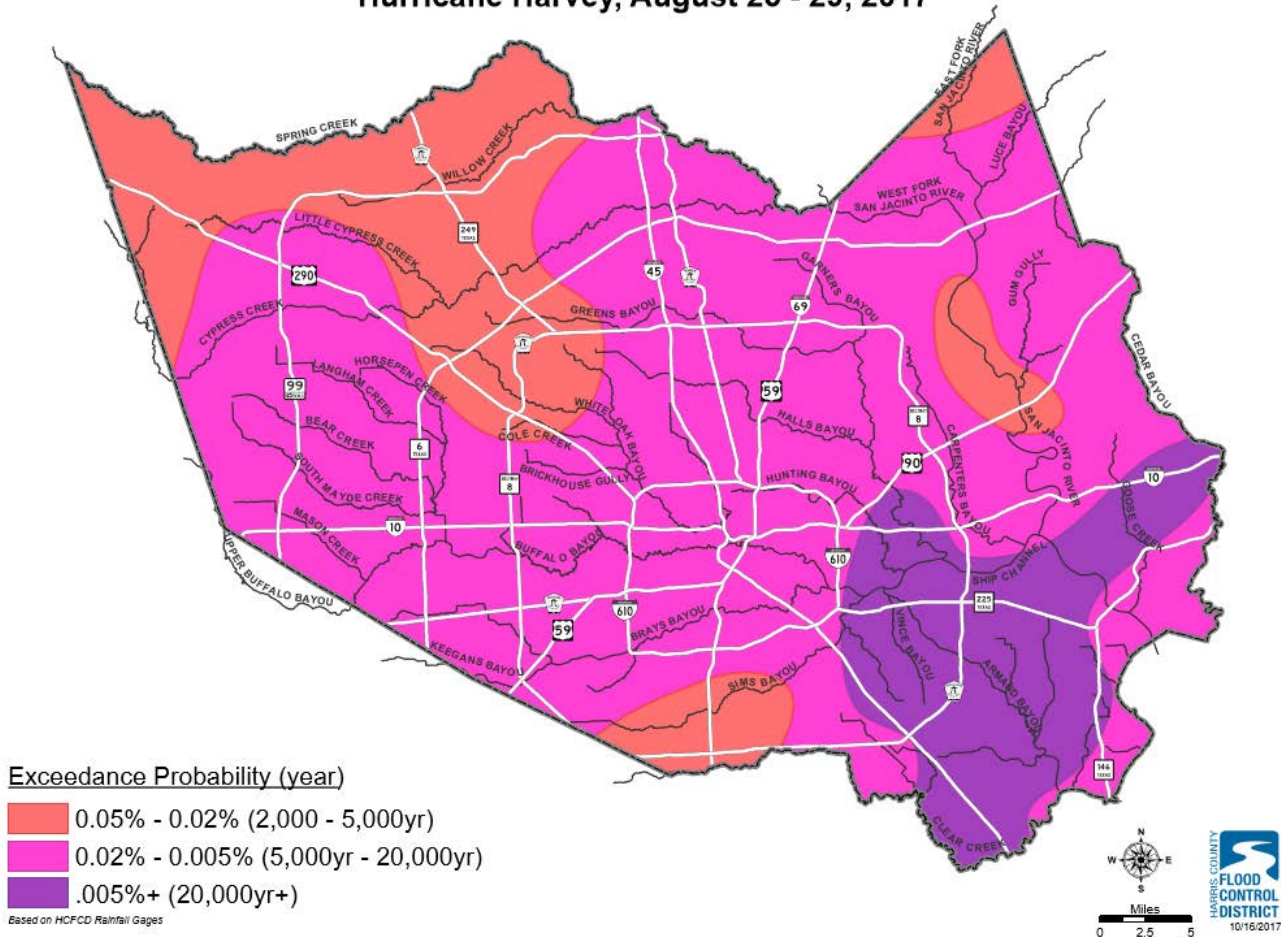 Hurricane Harvey, August 25 - 29, 2017
EAST FORK
SAN JACINTO RIVER
SPRING CREEK
LUCE BAYOU
WILLOW CREEK
WEST FORK
SAN JACINTO RIVER
LITTLE CYPRESS CREEK
249
TEXAS
290
45
GARNERS BAYOU
GUM GULLY
CYPRESS CREEK
GREENS BAYOU
69
CEDAR BAYOU
HORSEPEN CREEK
LANGHAM CREEK
99
59
WHITE OAK BAYOU
HALLS BAYOU
BELTWAY
8
BEAR CREEK
6
TEXAS
COLE CREEK
CARPENTERS BAYOU
SAN JACINTO RIVER
SOUTH MAYDE CREEK
BELTWAY
8
BRICKHOUSE GULLY
HUNTING BAYOU
90
10
GOOSE CREEK
MASON CREEK
10
BUFFALO BAYOU
UPPER BUFFALO BAYOU
610
SHIP CHANNEL
59
610
BRAYS BAYOU
225
TEXAS
VINCE BAYOU
KEEGANS BAYOU
SIMS BAYOU
ARMAND BAYOU
146
TEXAS
CLEAR CREEK
Exceedance Probability (year)
0.05% - 0.02% (2,000 - 5,000yr)
0.02% - 0.005% (5,000yr - 20,000yr)
.005%+ (20,000yr+)
Based on HCFCD Rainfall Gages
N
W E
S
Miles
0 2.5 5
HARRIS COUNTY
FLOOD
CONTROL
DISTRICT
10/16/2017